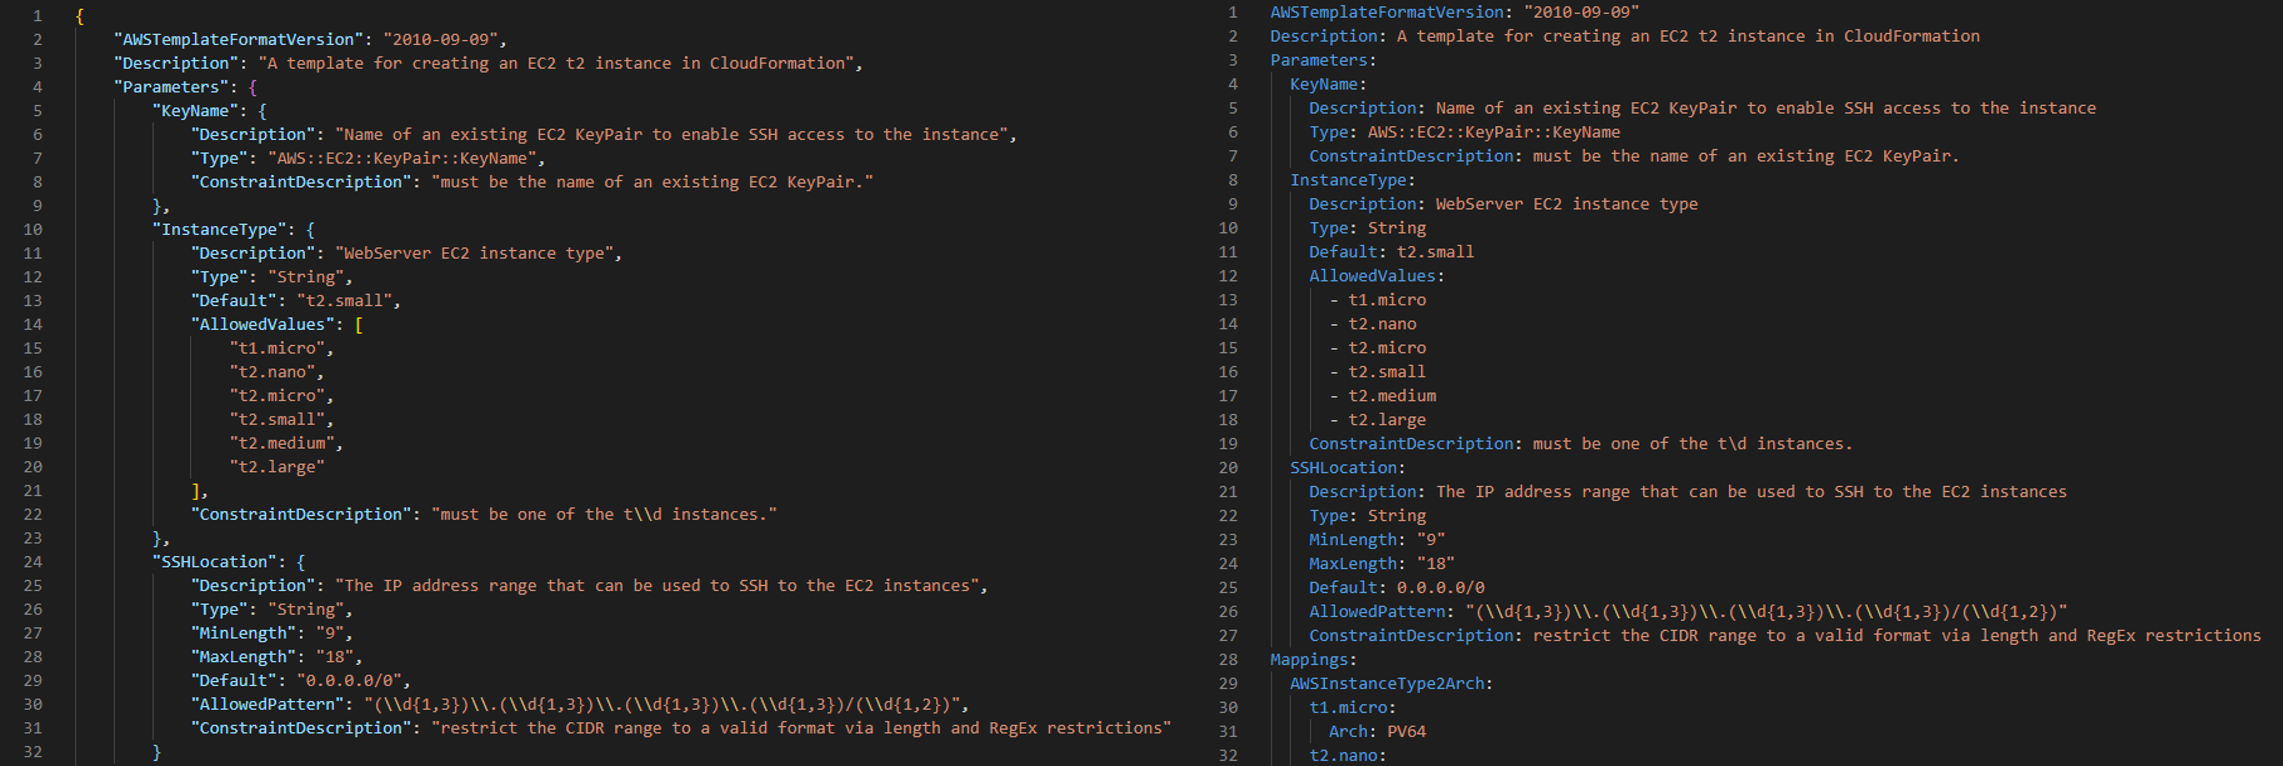 1 {
2 "AWSTemplateFormatVersion": "2010-09-09",
3 "Description": "A template for creating an EC2 t2 instance in CloudFormation",
4 "Parameters": {
5 "KeyName": {
6 "Description": "Name of an existing EC2 KeyPair to enable SSH access to the instance",
7 "Type": "AWS::EC2::KeyPair::KeyName",
8 "ConstraintDescription": "must be the name of an existing EC2 KeyPair."
9 },
10 "InstanceType": {
11 "Description": "WebServer EC2 instance type",
12 "Type": "String",
13 "Default": "t2.small",
14 "AllowedValues": [
15 "t1.micro",
16 "t2.nano",
17 "t2.micro",
18 "t2.small",
19 "t2.medium",
20 "t2.large"
21 ],
22 "ConstraintDescription": "must be one of the t\\d instances."
23 },
24 "SSHLocation": {
25 "Description": "The IP address range that can be used to SSH to the EC2 instances",
26 "Type": "String",
27 "MinLength": "9",
28 "MaxLength": "18",
29 "Default": "0.0.0.0/0",
30 "AllowedPattern": "(\\d{1,3})\\.(\\d{1,3})\\.(\\d{1,3})\\.(\\d{1,3})/(\\d{1,2})",
31 "ConstraintDescription": "restrict the CIDR range to a valid format via length and RegEx restrictions"
32 }
1 AWSTemplateFormatVersion: "2010-09-09"
2 Description: A template for creating an EC2 t2 instance in CloudFormation
3 Parameters:
4 KeyName:
5 Description: Name of an existing EC2 KeyPair to enable SSH access to the instance
6 Type: AWS::EC2::KeyPair::KeyName
7 ConstraintDescription: must be the name of an existing EC2 KeyPair.
8 InstanceType:
9 Description: WebServer EC2 instance type
10 Type: String
11 Default: t2.small
12 AllowedValues:
13 - t1.micro
14 - t2.nano
15 - t2.micro
16 - t2.small
17 - t2.medium
18 - t2.large
19 ConstraintDescription: must be one of the t\d instances.
20 SSHLocation:
21 Description: The IP address range that can be used to SSH to the EC2 instances
22 Type: String
23 MinLength: "9"
24 MaxLength: "18"
25 Default: 0.0.0.0/0
26 AllowedPattern: "(\\d{1,3})\\.(\\d{1,3})\\.(\\d{1,3})\\.(\\d{1,3})/(\\d{1,2})"
27 ConstraintDescription: restrict the CIDR range to a valid format via length and RegEx restrictions
28 Mappings:
29 AWSInstanceType2Arch:
30 t1.micro:
31 Arch: PV64
32 t2.nano: